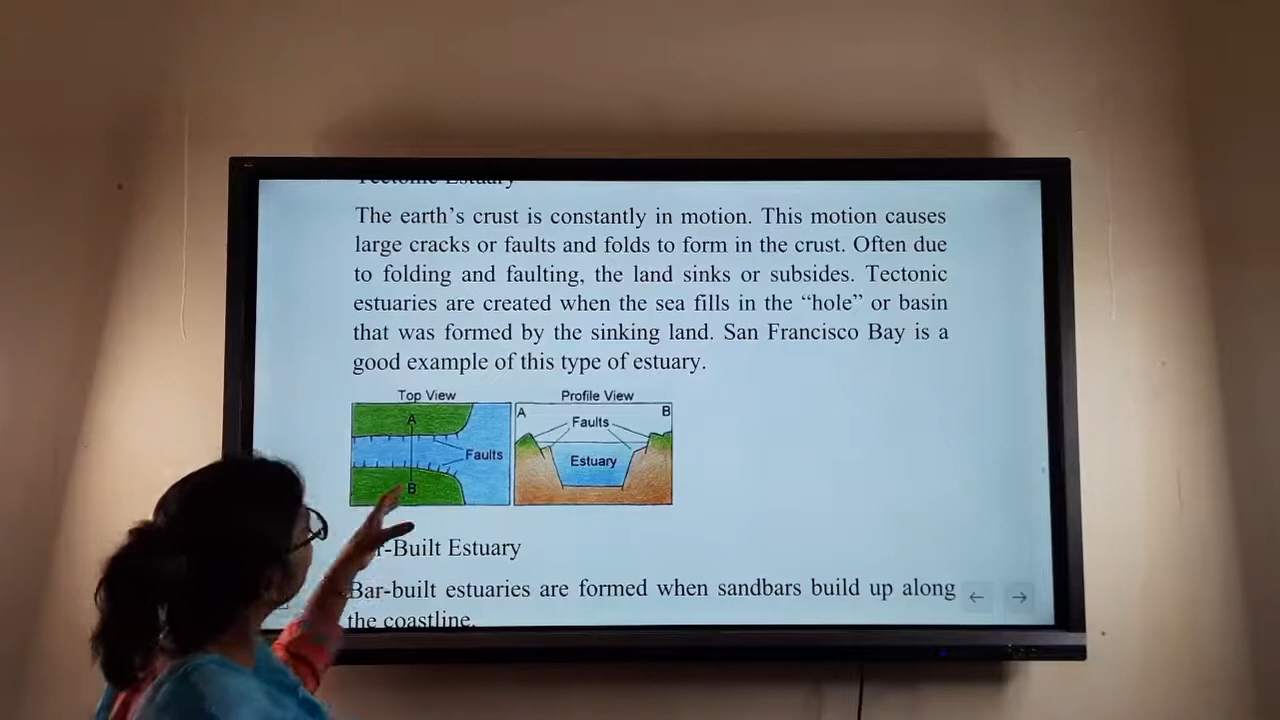 Tectonic Estuary
The earth's crust is constantly in motion. This motion causes
large cracks or faults and folds to form in the crust. Often due
to folding and faulting, the land sinks or subsides. Tectonic
estuaries are created when the sea fills in the “hole” or basin
that was formed by the sinking land. San Francisco Bay is a
good example of this type of estuary.
Top View
Profile View
A
Faults
B
A
B
Faults
Estuary
r-Built Estuary
Bar-built estuaries are formed when sandbars build up along
the coastline.